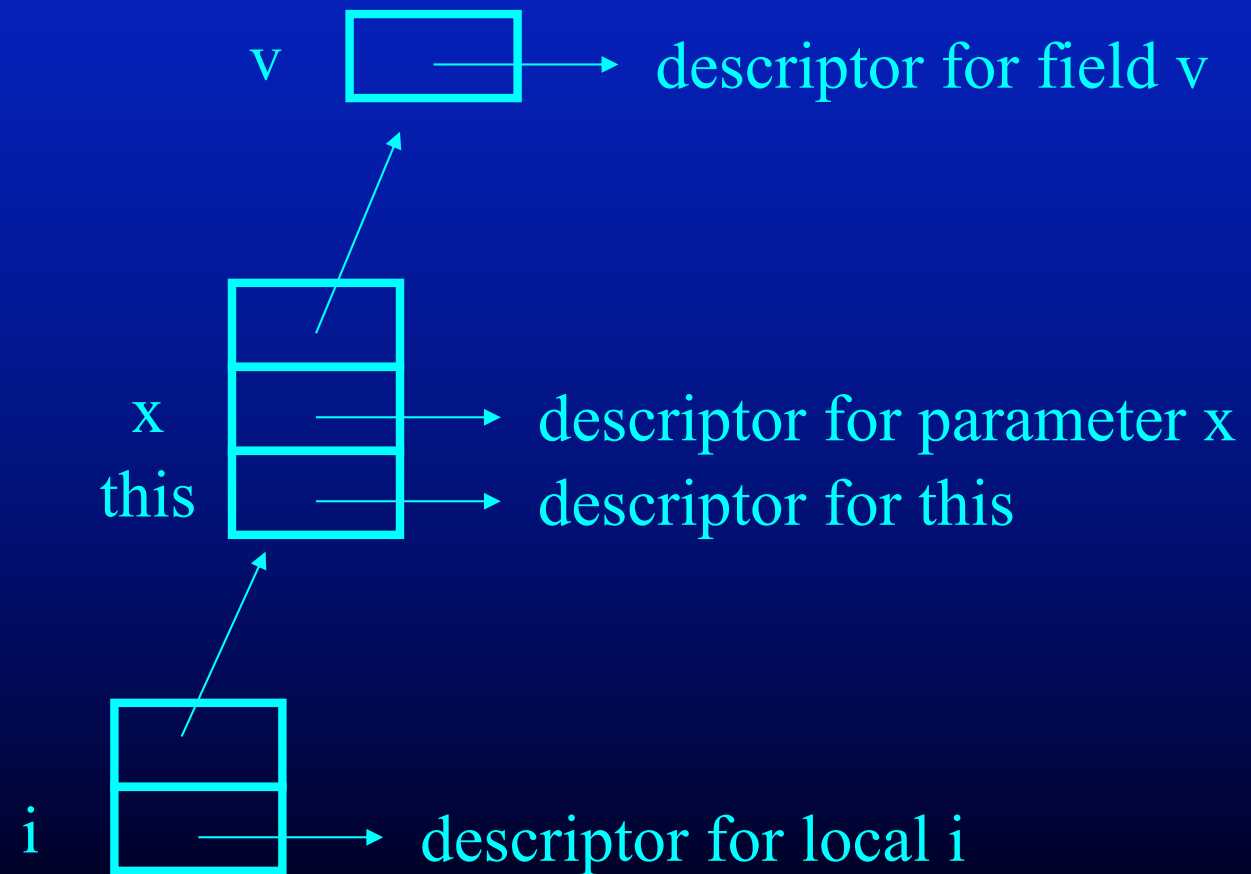 v descriptor for field v
x descriptor for parameter x
this descriptor for this
i descriptor for local i